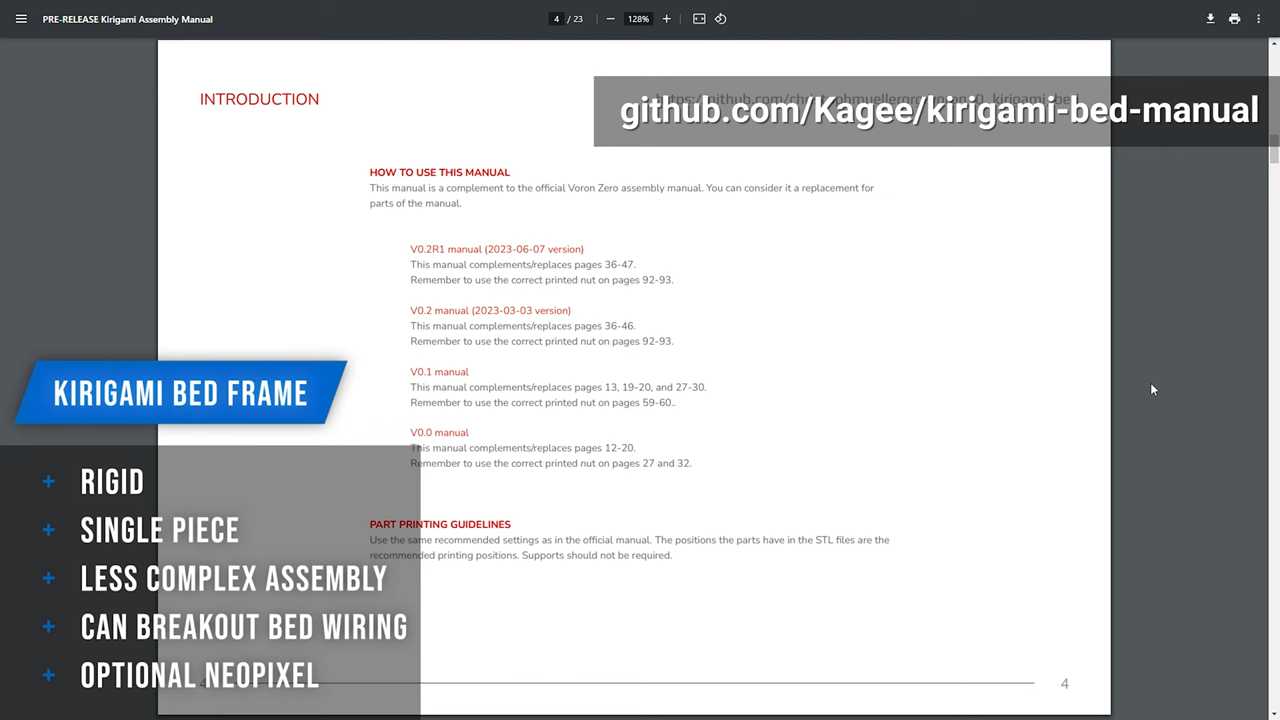 PRE-RELEASE Kirigami Assembly Manual
4 / 23
128%
INTRODUCTION
github.com/Kagee/kirigami-bed-manual
HOW TO USE THIS MANUAL
This manual is a complement to the official Voron Zero assembly manual. You can consider it a replacement for
parts of the manual.
V0.2R1 manual (2023-06-07 version)
This manual complements/replaces pages 36-47.
Remember to use the correct printed nut on pages 92-93.
V0.2 manual (2023-03-03 version)
This manual complements/replaces pages 36-46.
Remember to use the correct printed nut on pages 92-93.
V0.1 manual
This manual complements/replaces pages 13, 19-20, and 27-30.
Remember to use the correct printed nut on pages 59-60..
V0.0 manual
This manual complements/replaces pages 12-20.
Remember to use the correct printed nut on pages 27 and 32.
PART PRINTING GUIDELINES
Use the same recommended settings as in the official manual. The positions the parts have in the STL files are the
recommended printing positions. Supports should not be required.
KIRIGAMI BED FRAME
+ RIGID
+ SINGLE PIECE
+ LESS COMPLEX ASSEMBLY
+ CAN BREAKOUT BED WIRING
+ OPTIONAL NEOPIXEL
4